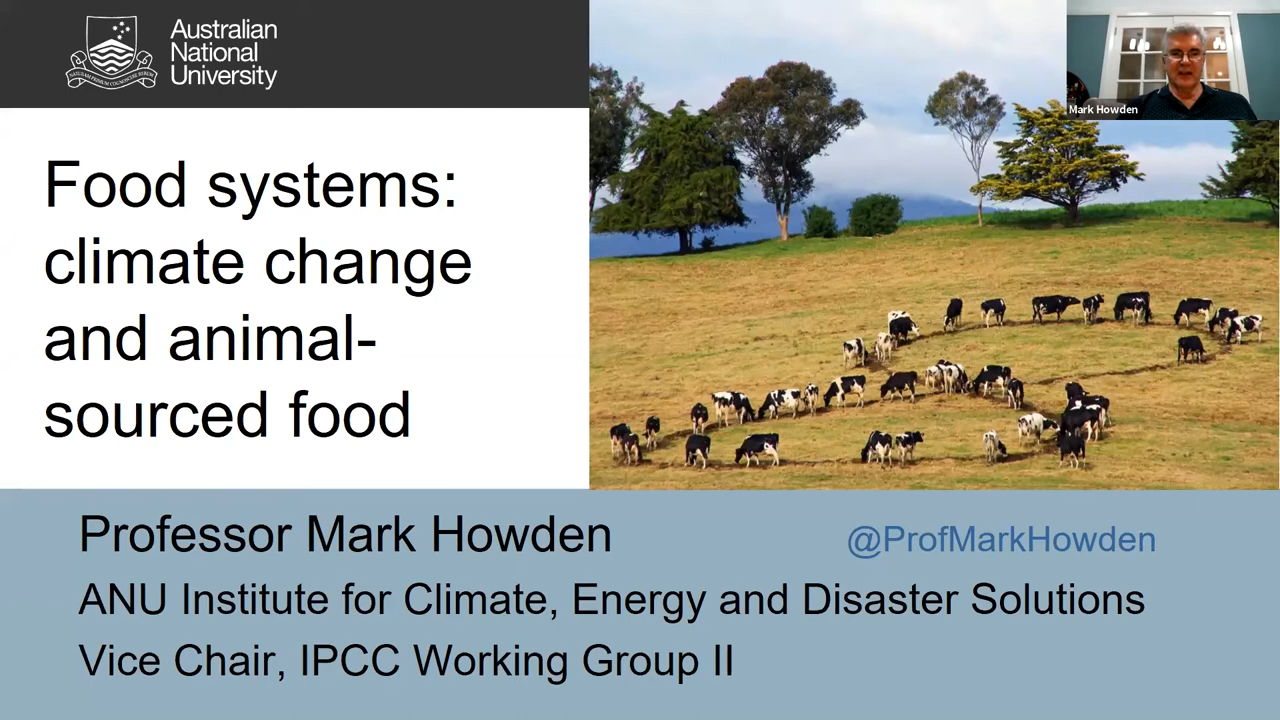 Australian
National
University
Mark Howden
Food systems:
climate change
and animal-
sourced food
Professor Mark Howden
@ProfMarkHowden
ANU Institute for Climate, Energy and Disaster Solutions
Vice Chair, IPCC Working Group II